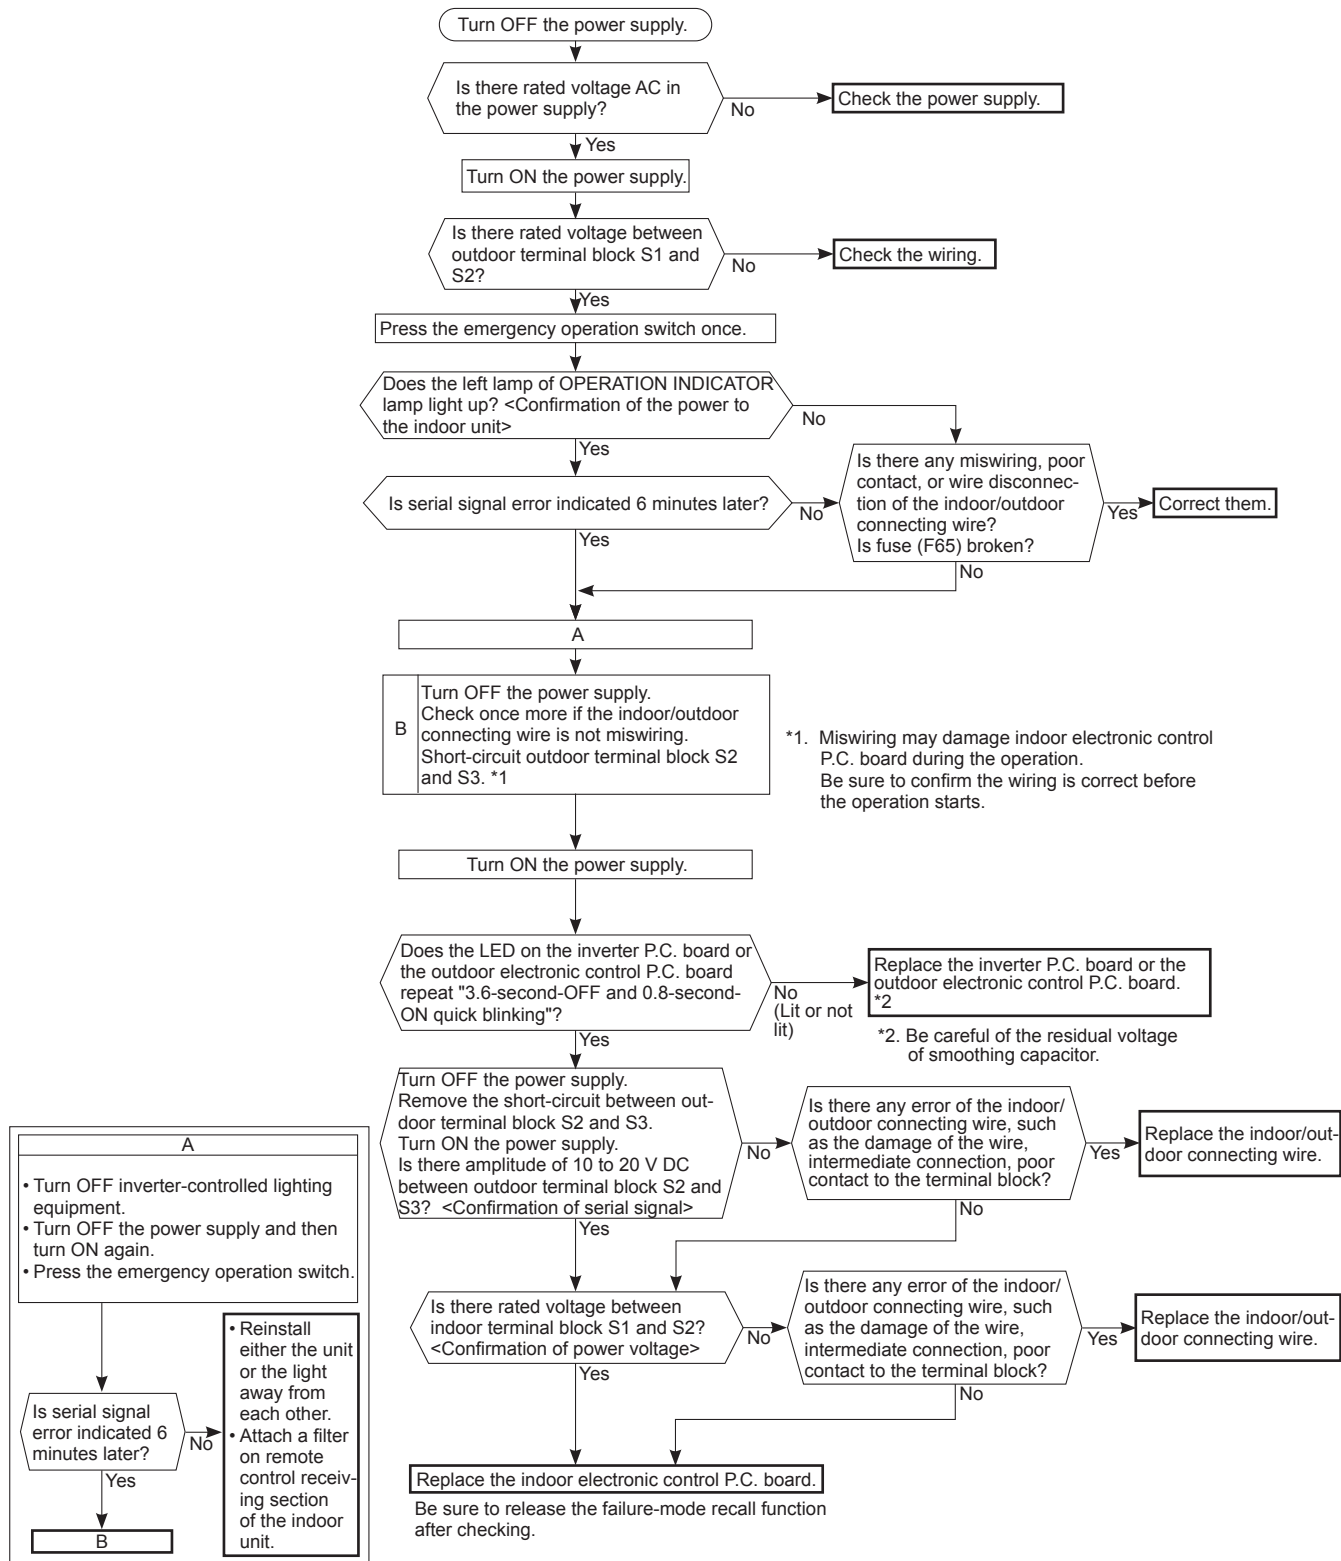 Turn OFF the power supply.
Is there rated voltage AC in
the power supply?
No
Check the power supply.
Yes
Turn ON the power supply.
Is there rated voltage between
outdoor terminal block S1 and
S2?
No
Check the wiring.
Yes
Press the emergency operation switch once.
Does the left lamp of OPERATION INDICATOR
lamp light up? <Confirmation of the power to
the indoor unit>
No
Yes
Is serial signal error indicated 6 minutes later?
No
Yes
Is there any miswiring, poor
contact, or wire disconnec-
tion of the indoor/outdoor
connecting wire?
Is fuse (F65) broken?
Yes
Correct them.
No
A
B
Turn OFF the power supply.
Check once more if the indoor/outdoor
connecting wire is not miswiring.
Short-circuit outdoor terminal block S2
and S3. *1
*1. Miswiring may damage indoor electronic control
P.C. board during the operation.
Be sure to confirm the wiring is correct before
the operation starts.
Turn ON the power supply.
Does the LED on the inverter P.C. board or
the outdoor electronic control P.C. board
repeat "3.6-second-OFF and 0.8-second-
ON quick blinking"?
No
(Lit or not
lit)
Replace the inverter P.C. board or the
outdoor electronic control P.C. board.
*2
*2. Be careful of the residual voltage
of smoothing capacitor.
Yes
Turn OFF the power supply.
Remove the short-circuit between out-
door terminal block S2 and S3.
Turn ON the power supply.
Is there amplitude of 10 to 20 V DC
between outdoor terminal block S2 and
S3? <Confirmation of serial signal>
No
Yes
Is there any error of the indoor/
outdoor connecting wire, such
as the damage of the wire,
intermediate connection, poor
contact to the terminal block?
Yes
Replace the indoor/out-
door connecting wire.
No
Is there rated voltage between
indoor terminal block S1 and S2?
<Confirmation of power voltage>
No
Yes
Is there any error of the indoor/
outdoor connecting wire, such
as the damage of the wire,
intermediate connection, poor
contact to the terminal block?
Yes
Replace the indoor/out-
door connecting wire.
No
Replace the indoor electronic control P.C. board.
Be sure to release the failure-mode recall function
after checking.
A
• Turn OFF inverter-controlled lighting
equipment.
• Turn OFF the power supply and then
turn ON again.
• Press the emergency operation switch.
Is serial signal
error indicated 6
minutes later?
No
• Reinstall
either the unit
or the light
away from
each other.
• Attach a filter
on remote
control receiv-
ing section
of the indoor
unit.
Yes
B